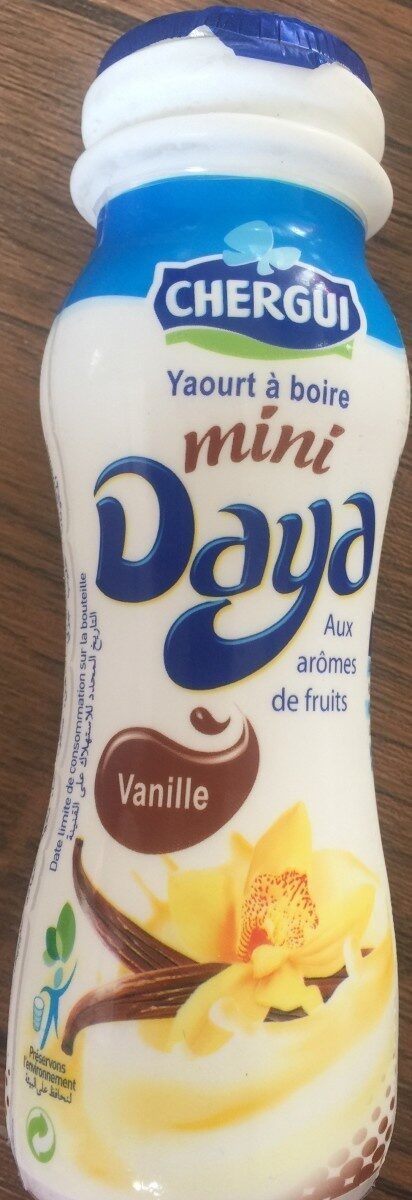 CHERGUI
Yaourt à boire
mini
Daya
Aux
arômes
de fruits
Vanille
Date limite de consommation sur la bouteille
التاريخ المحدد للاستهلاك على القنينة
Préservons
l'environnement
لنحافظ على البيئة